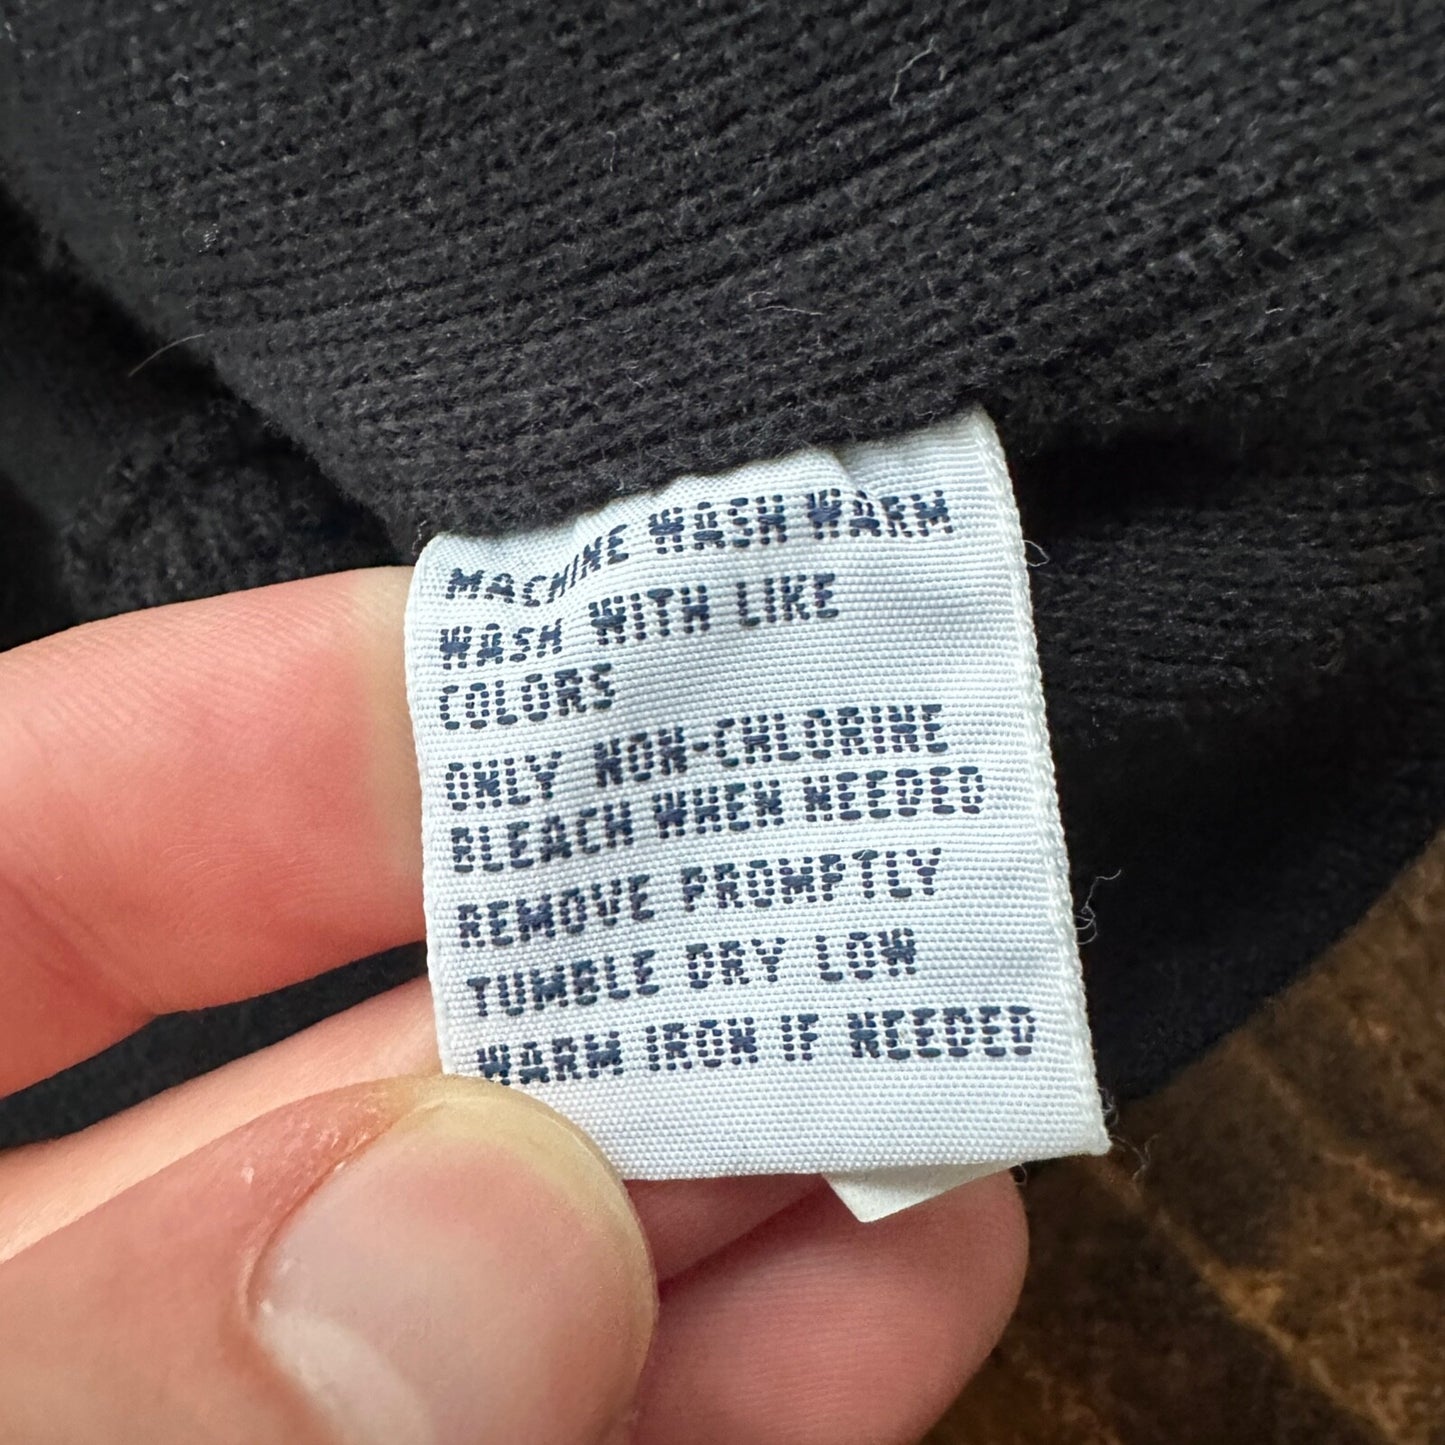 MACHINE WASH WARM
WASH WITH LIKE
COLORS
ONLY NON-CHLORINE
BLEACH WHEN NEEDED
REMOVE PROMPTLY
TUMBLE DRY LOW
WARM IRON IF NEEDED